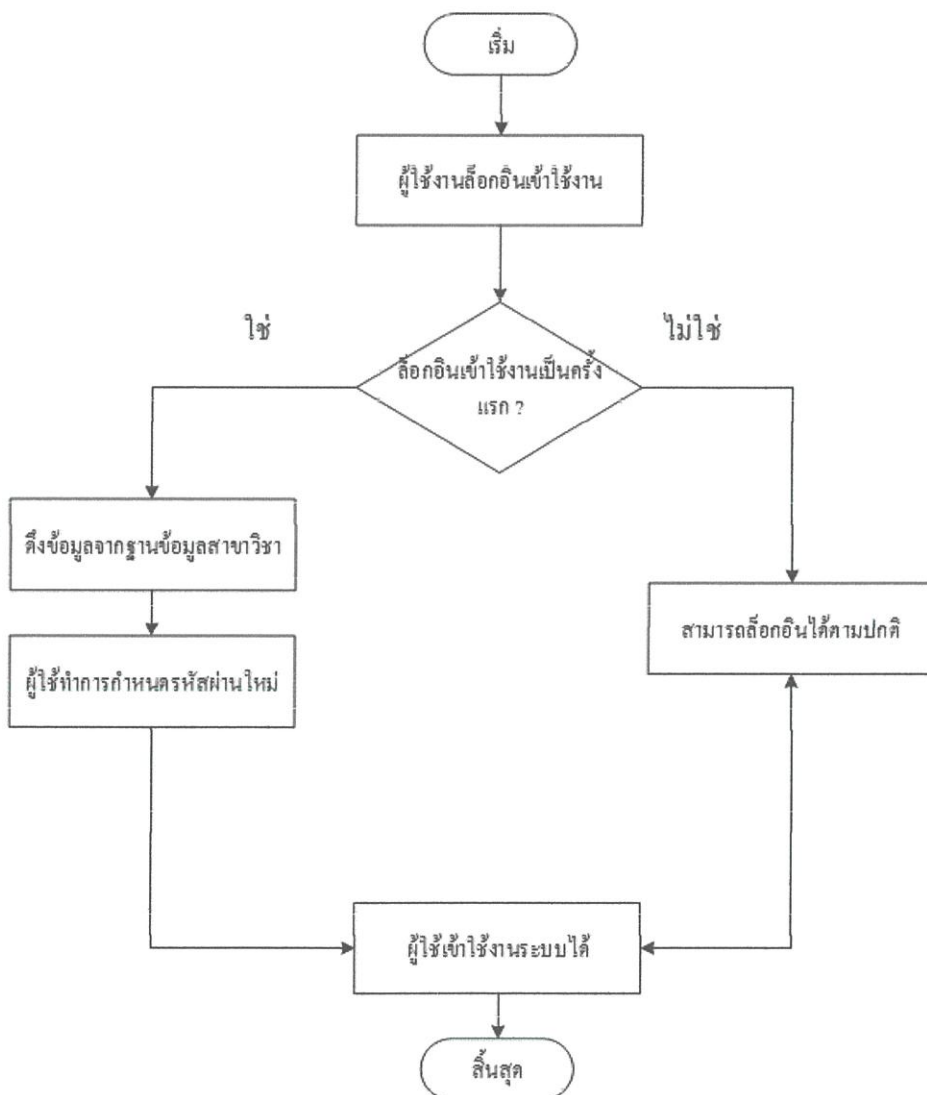 เริ่ม
ผู้ใช้งานล็อกอินเข้าใช้งาน
ใช่
ไม่ใช่
ล็อกอินเข้าใช้งานเป็นครั้ง
แรก ?
ดึงข้อมูลจากฐานข้อมูลสาขาวิชา
สามารถล็อกอินได้ตามปกติ
ผู้ใช้ทำการกำหนดรหัสผ่านใหม่
ผู้ใช้เข้าใช้งานระบบได้
สิ้นสุด